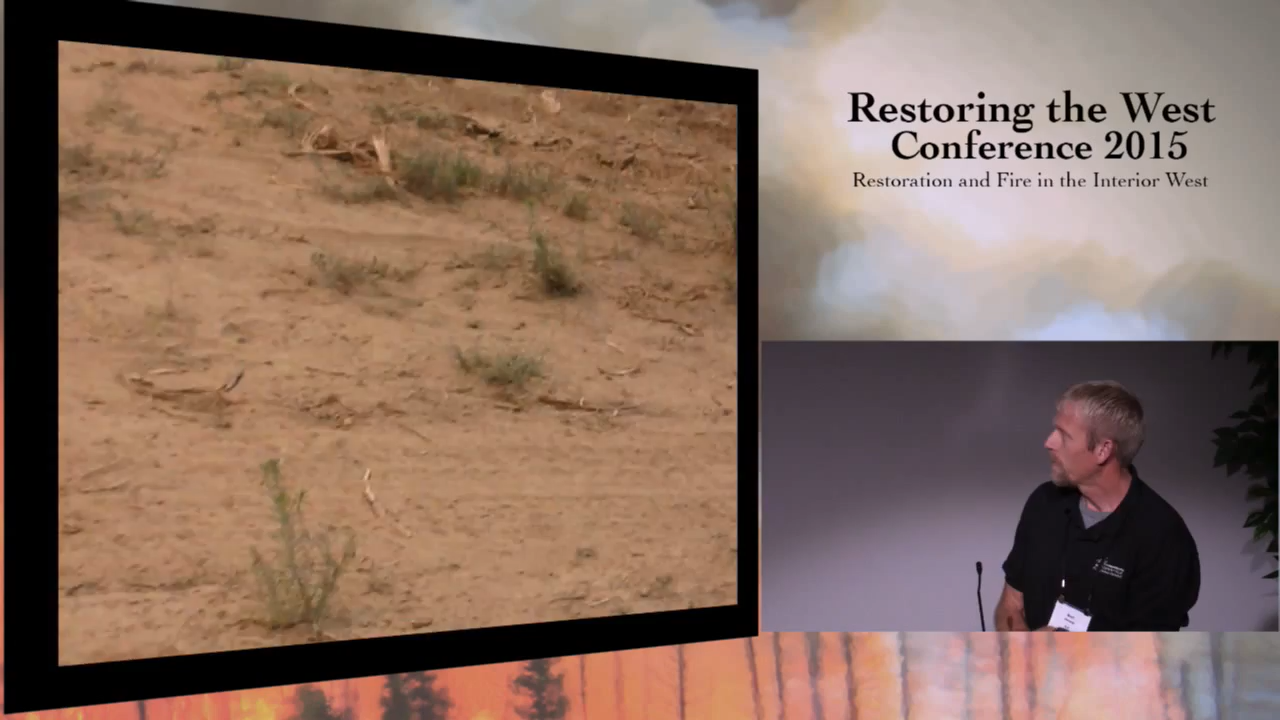 Restoring the West
Conference 2015
Restoration and Fire in the Interior West